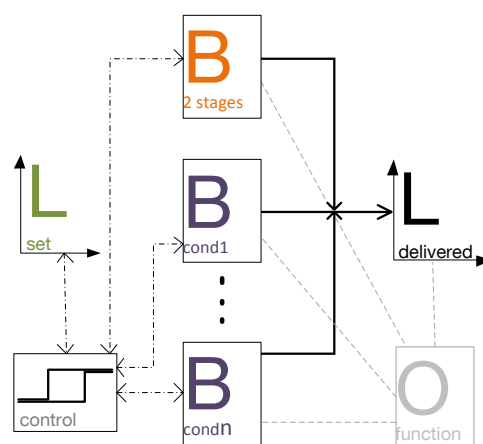 B
2 stages
L
set
B
cond1
L
delivered
B
condn
control
O
function